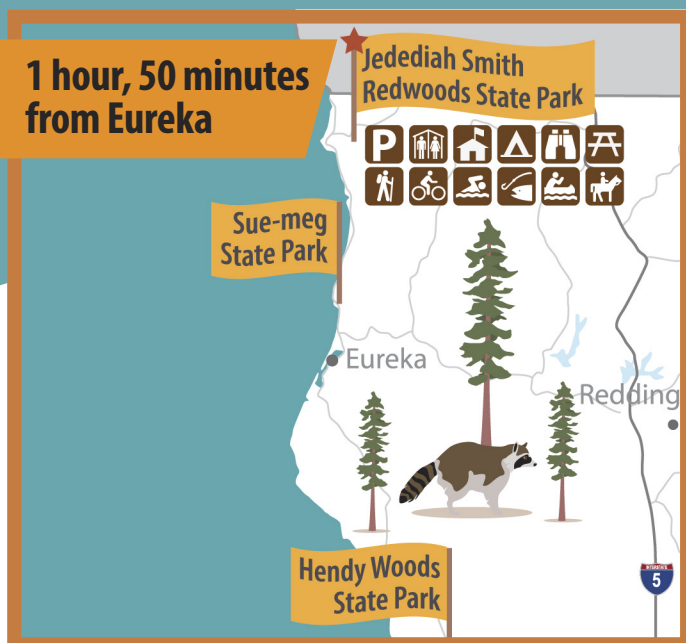 1 hour, 50 minutes
from Eureka
Jedediah Smith
Redwoods State Park
P
Sue-meg
State Park
Eureka
Redding
Hendy Woods
State Park
INTERSTATE
5